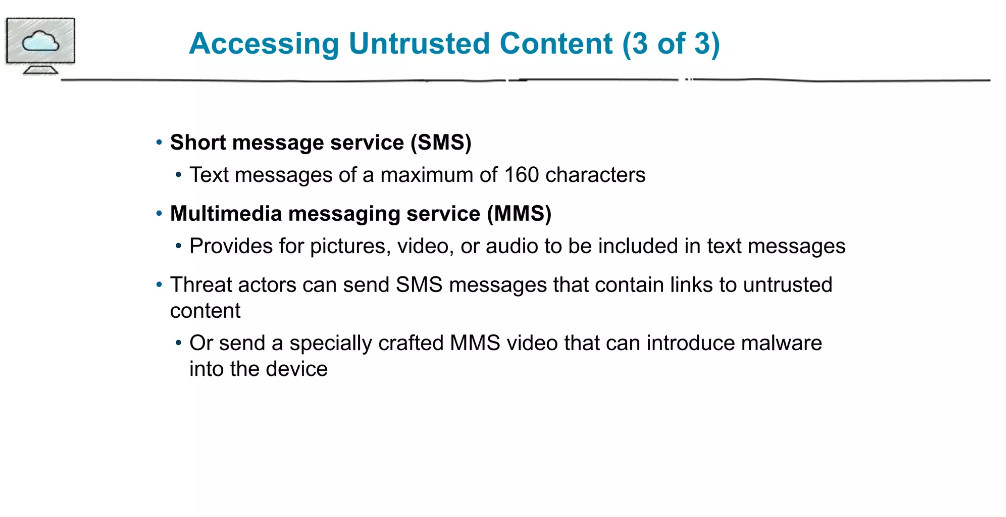 Accessing Untrusted Content (3 of 3)
• Short message service (SMS)
• Text messages of a maximum of 160 characters
• Multimedia messaging service (MMS)
• Provides for pictures, video, or audio to be included in text messages
• Threat actors can send SMS messages that contain links to untrusted
content
• Or send a specially crafted MMS video that can introduce malware
into the device